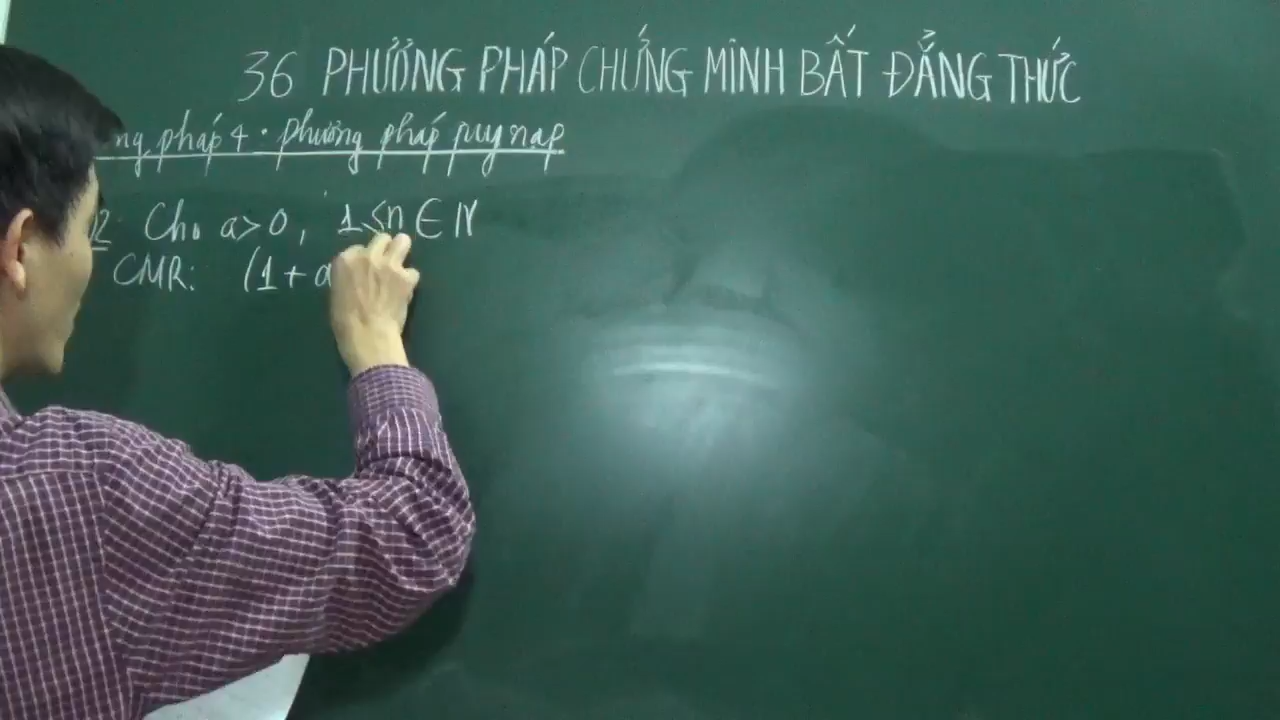 36 PHƯƠNG PHÁP CHỨNG MINH BẤT ĐẲNG THỨC
ng pháp 4. Phương pháp quy nạp
2: Cho a>0, 1<n∈N
CMR: (1+a